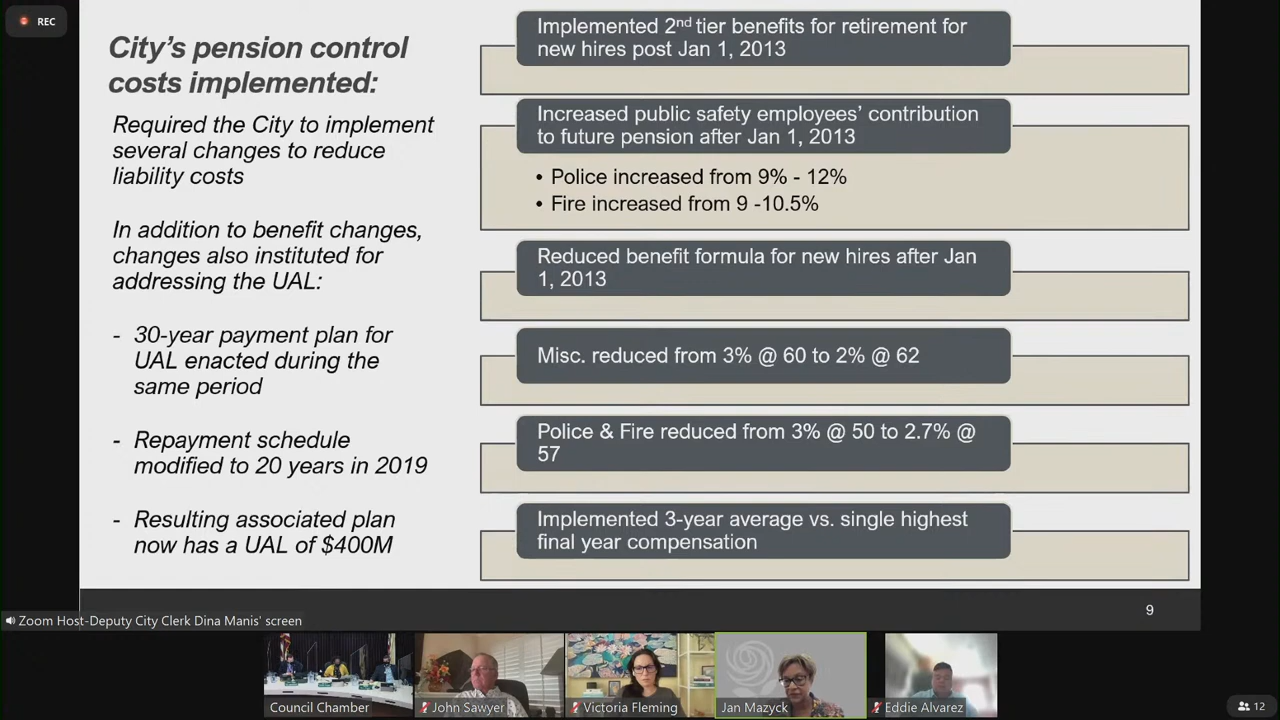 REC
City's pension control
costs implemented:
Required the City to implement
several changes to reduce
liability costs
In addition to benefit changes,
changes also instituted for
addressing the UAL:
- 30-year payment plan for
UAL enacted during the
same period
- Repayment schedule
modified to 20 years in 2019
- Resulting associated plan
now has a UAL of $400M
Implemented 2nd tier benefits for retirement for
new hires post Jan 1, 2013
Increased public safety employees' contribution
to future pension after Jan 1, 2013
• Police increased from 9% - 12%
• Fire increased from 9 -10.5%
Reduced benefit formula for new hires after Jan
1, 2013
Misc. reduced from 3% @ 60 to 2% @ 62
Police & Fire reduced from 3% @ 50 to 2.7% @
57
Implemented 3-year average vs. single highest
final year compensation
9
Zoom Host-Deputy City Clerk Dina Manis' screen
Council Chamber
John Sawyer
Victoria Fleming
Jan Mazyck
Eddie Alvarez
12